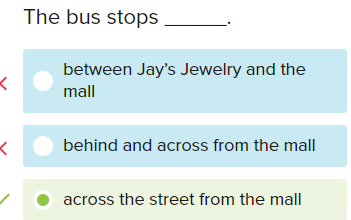 The bus stops ______.
between Jay's Jewelry and the
mall
behind and across from the mall
across the street from the mall